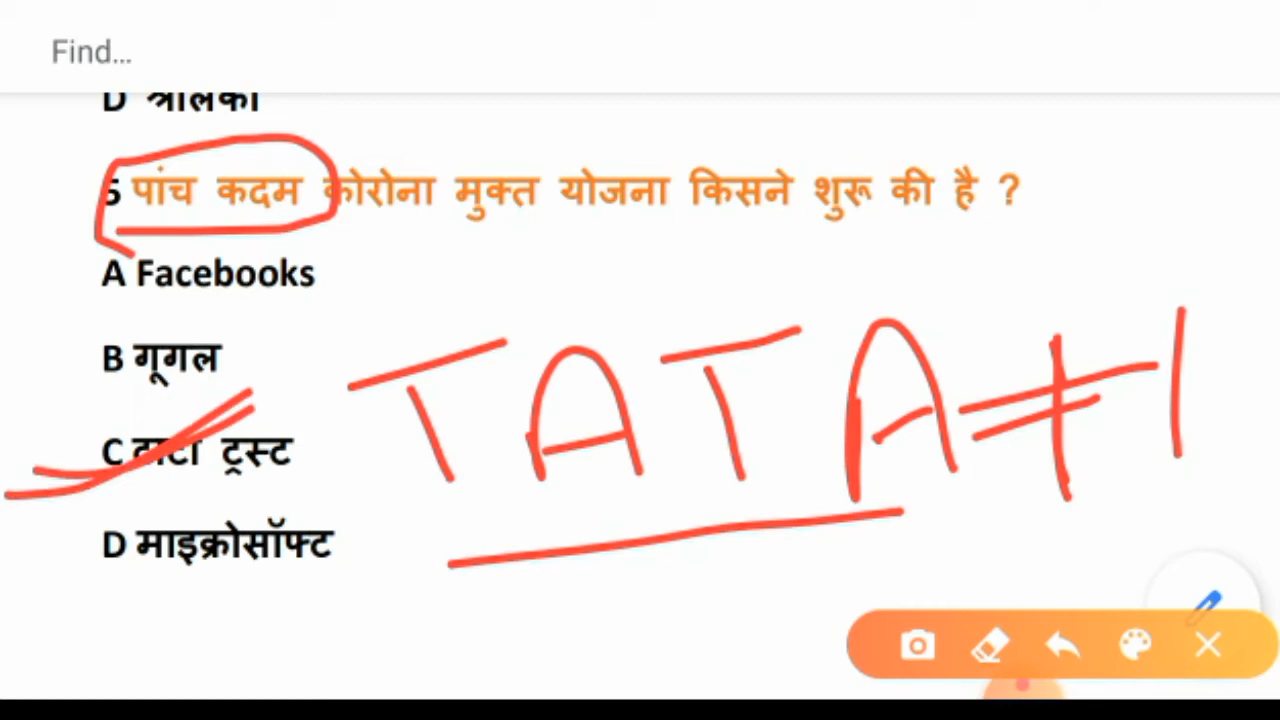 Find...
D श्रीलंका
5 पांच कदम कोरोना मुक्त योजना किसने शुरू की है ?
A Facebooks
B गूगल
C टाटा ट्रस्ट
TATA
D माइक्रोसॉफ्ट